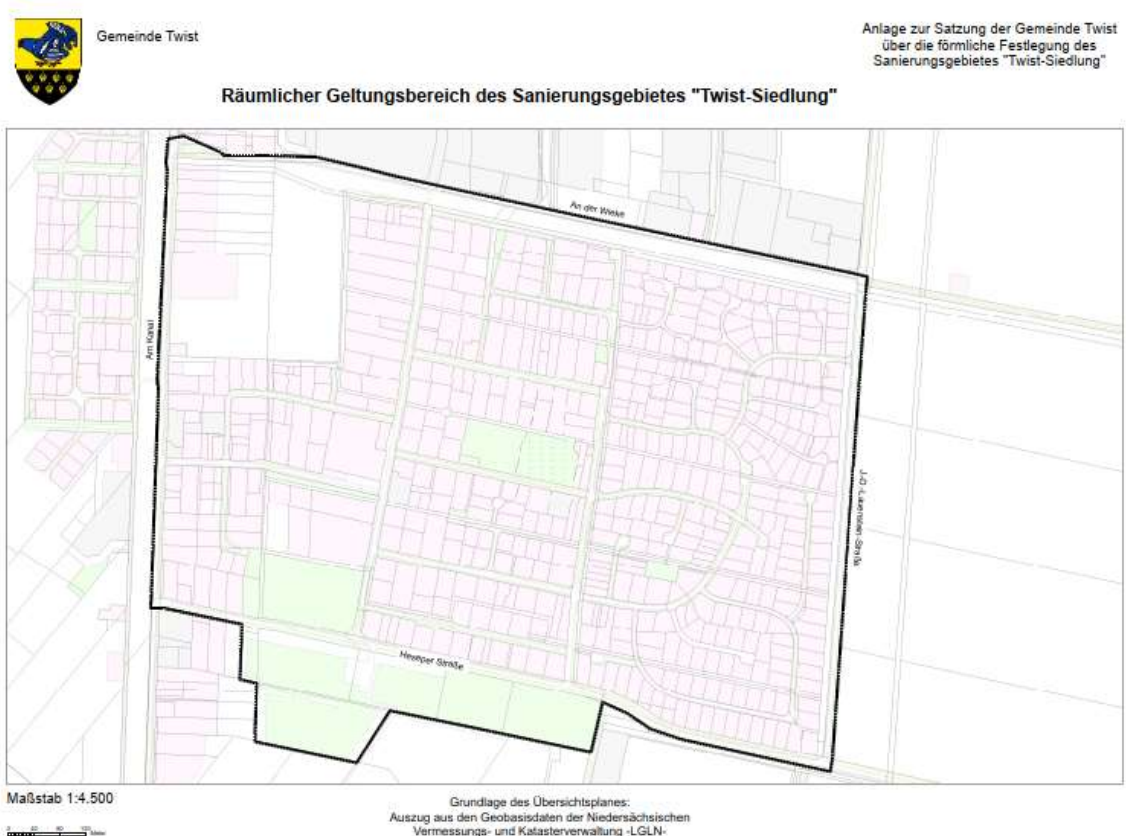 Gemeinde Twist
Anlage zur Satzung der Gemeinde Twist
über die förmliche Festlegung des
Sanierungsgebietes "Twist-Siedlung"
Räumlicher Geltungsbereich des Sanierungsgebietes "Twist-Siedlung"
An der Wieke
Am Kanal
Heseper Straße
Maßstab 1:4.500
Grundlage des Übersichtsplanes:
Auszug aus den Geobasisdaten der Niedersächsischen
Vermessungs- und Katasterverwaltung -LGLN-